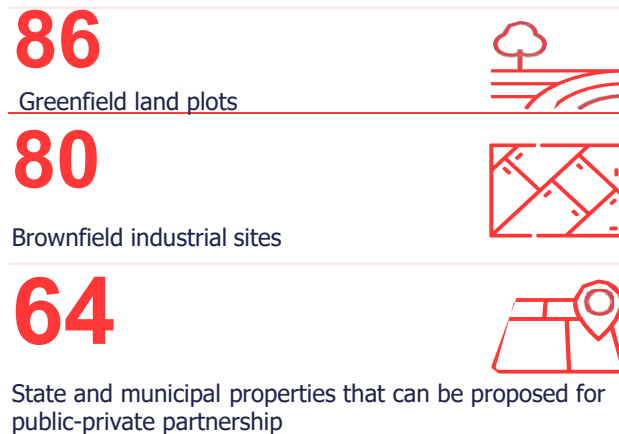 86
Greenfield land plots
80
Brownfield industrial sites
64
State and municipal properties that can be proposed for
public-private partnership